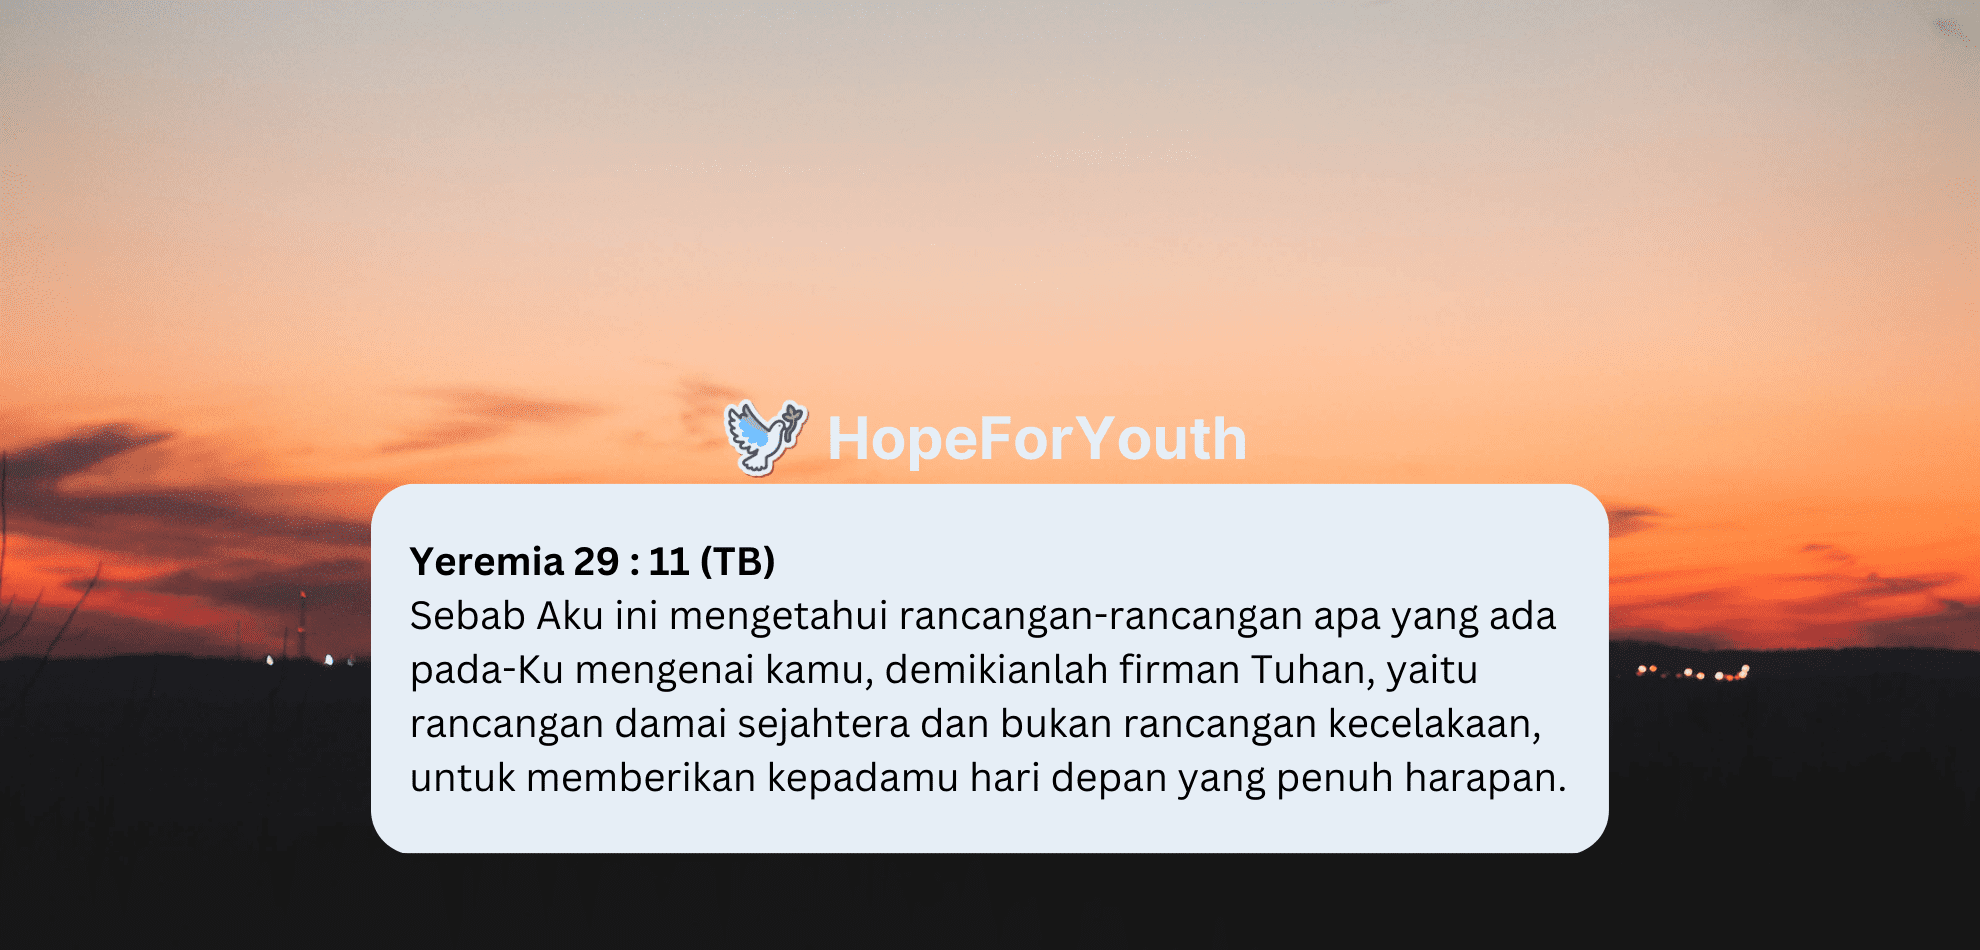 HopeForYouth
Yeremia 29 : 11 (TB)
Sebab Aku ini mengetahui rancangan-rancangan apa yang ada
pada-Ku mengenai kamu, demikianlah firman Tuhan, yaitu
rancangan damai sejahtera dan bukan rancangan kecelakaan,
untuk memberikan kepadamu hari depan yang penuh harapan.